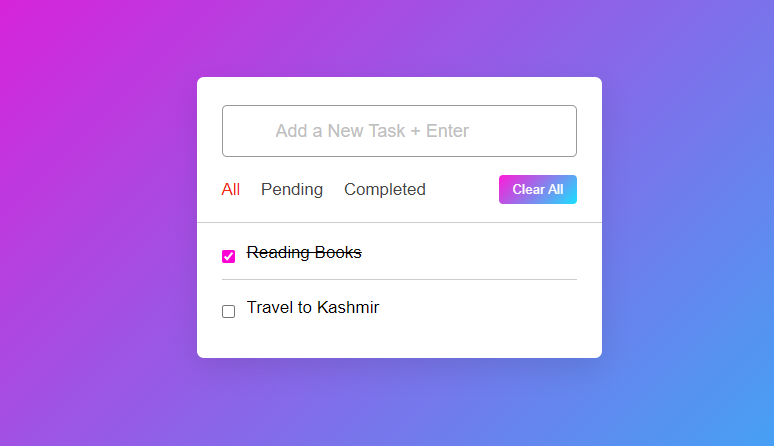 Add a New Task + Enter
All Pending Completed Clear All
Reading Books
Travel to Kashmir